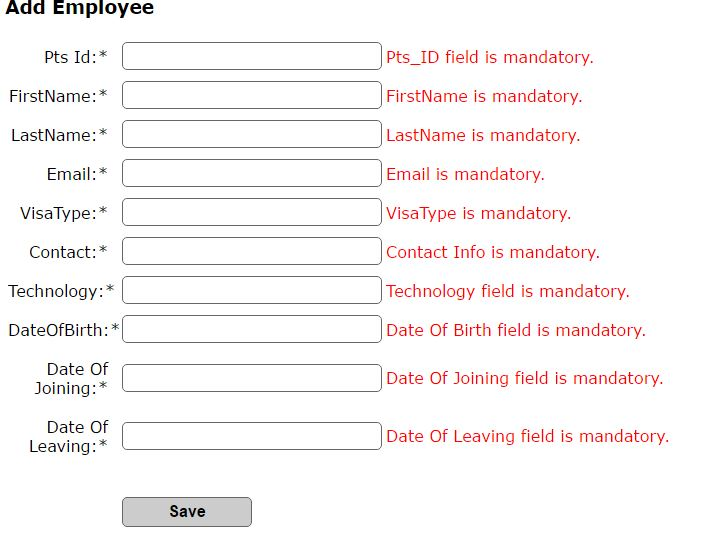 Add Employee
Pts Id:* Pts_ID field is mandatory.
FirstName:* FirstName is mandatory.
LastName:* LastName is mandatory.
Email:* Email is mandatory.
VisaType:* VisaType is mandatory.
Contact:* Contact Info is mandatory.
Technology:* Technology field is mandatory.
DateOfBirth:* Date Of Birth field is mandatory.
Date Of
Joining:* Date Of Joining field is mandatory.
Date Of
Leaving:* Date Of Leaving field is mandatory.
Save